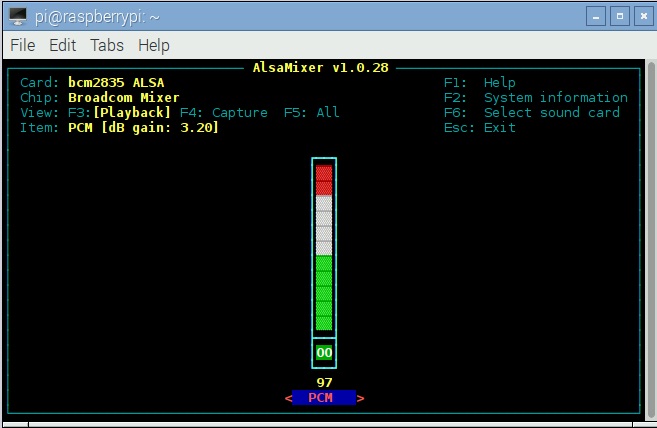 pi@raspberrypi: ~
File Edit Tabs Help
AlsaMixer v1.0.28
Card: bcm2835 ALSA F1: Help
Chip: Broadcom Mixer F2: System information
View: F3:[Playback] F4: Capture F5: All F6: Select sound card
Item: PCM [dB gain: 3.20] Esc: Exit
OO
97
< PCM >